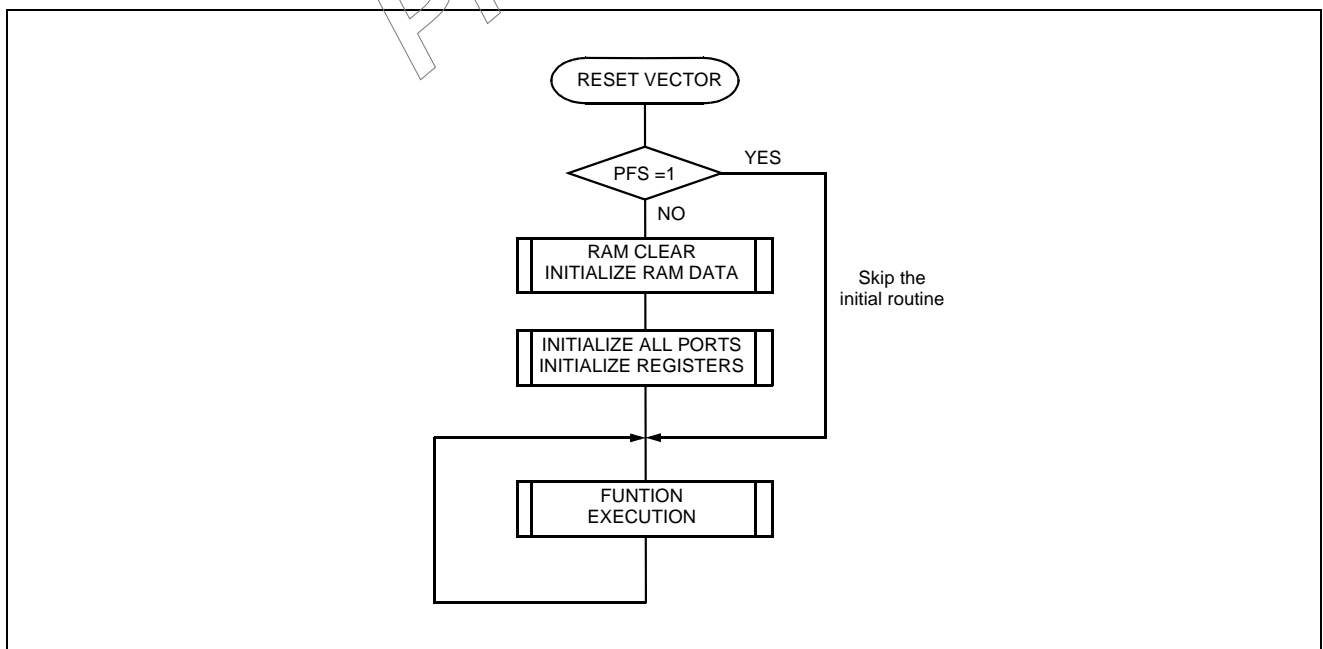 RESET VECTOR
PFS =1
YES
NO
RAM CLEAR
INITIALIZE RAM DATA
Skip the
initial routine
INITIALIZE ALL PORTS
INITIALIZE REGISTERS
FUNTION
EXECUTION